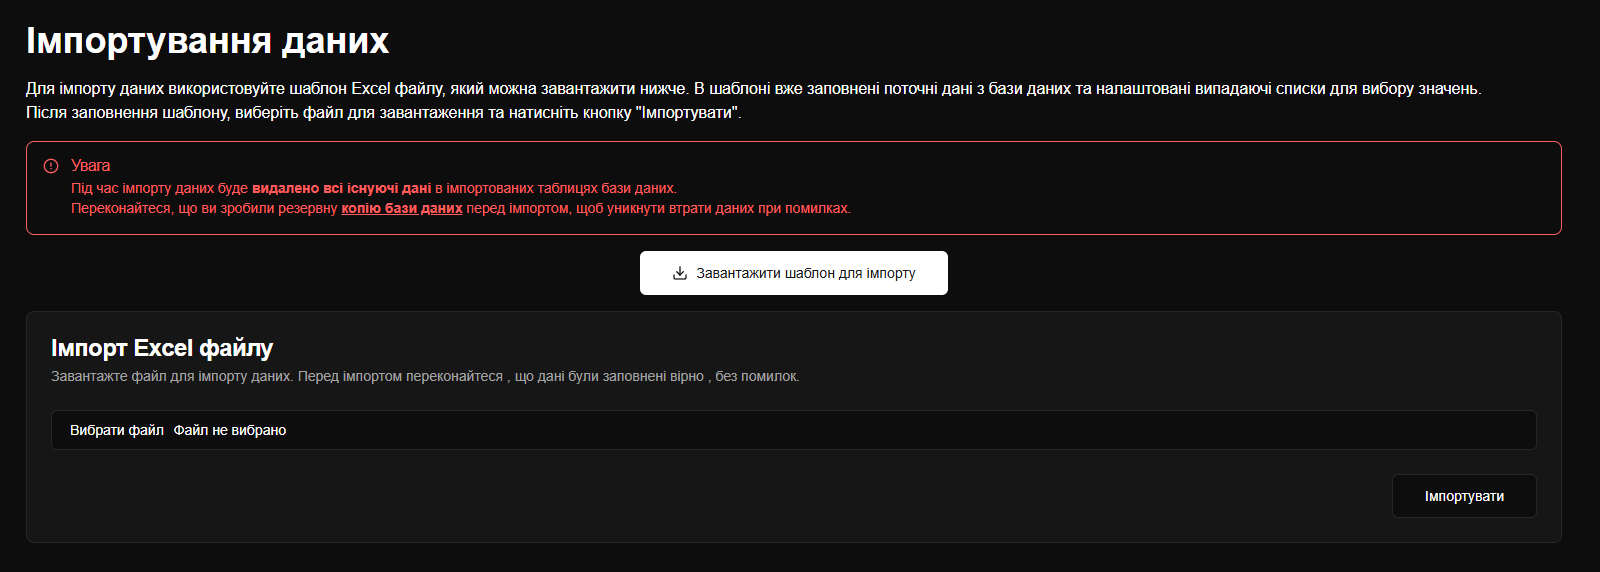 Імпортування даних
Для імпорту даних використовуйте шаблон Excel файлу, який можна завантажити нижче. В шаблоні вже заповнені поточні дані з бази даних та налаштовані випадаючі списки для вибору значень.
Після заповнення шаблону, виберіть файл для завантаження та натисніть кнопку "Імпортувати".
Увага
Під час імпорту даних буде видалено всі існуючі дані в імпортованих таблицях бази даних.
Переконайтеся, що ви зробили резервну копію бази даних перед імпортом, щоб уникнути втрати даних при помилках.
Завантажити шаблон для імпорту
Імпорт Excel файлу
Завантажте файл для імпорту даних. Перед імпортом переконайтеся , що дані були заповнені вірно , без помилок.
Вибрати файл Файл не вибрано
Імпортувати